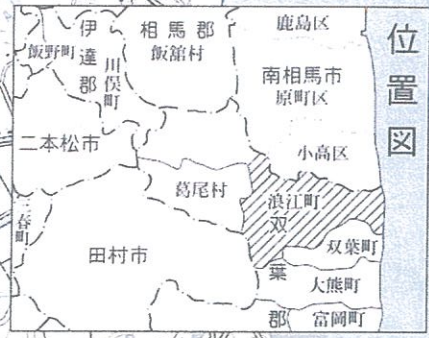 位置図
鹿島区
相馬郡
飯舘村
伊達郡
飯野町
川俣町
南相馬市
原町区
二本松市
小高区
葛尾村
浪江町
双葉郡
双葉町
春町
田村市
大熊町
富岡町